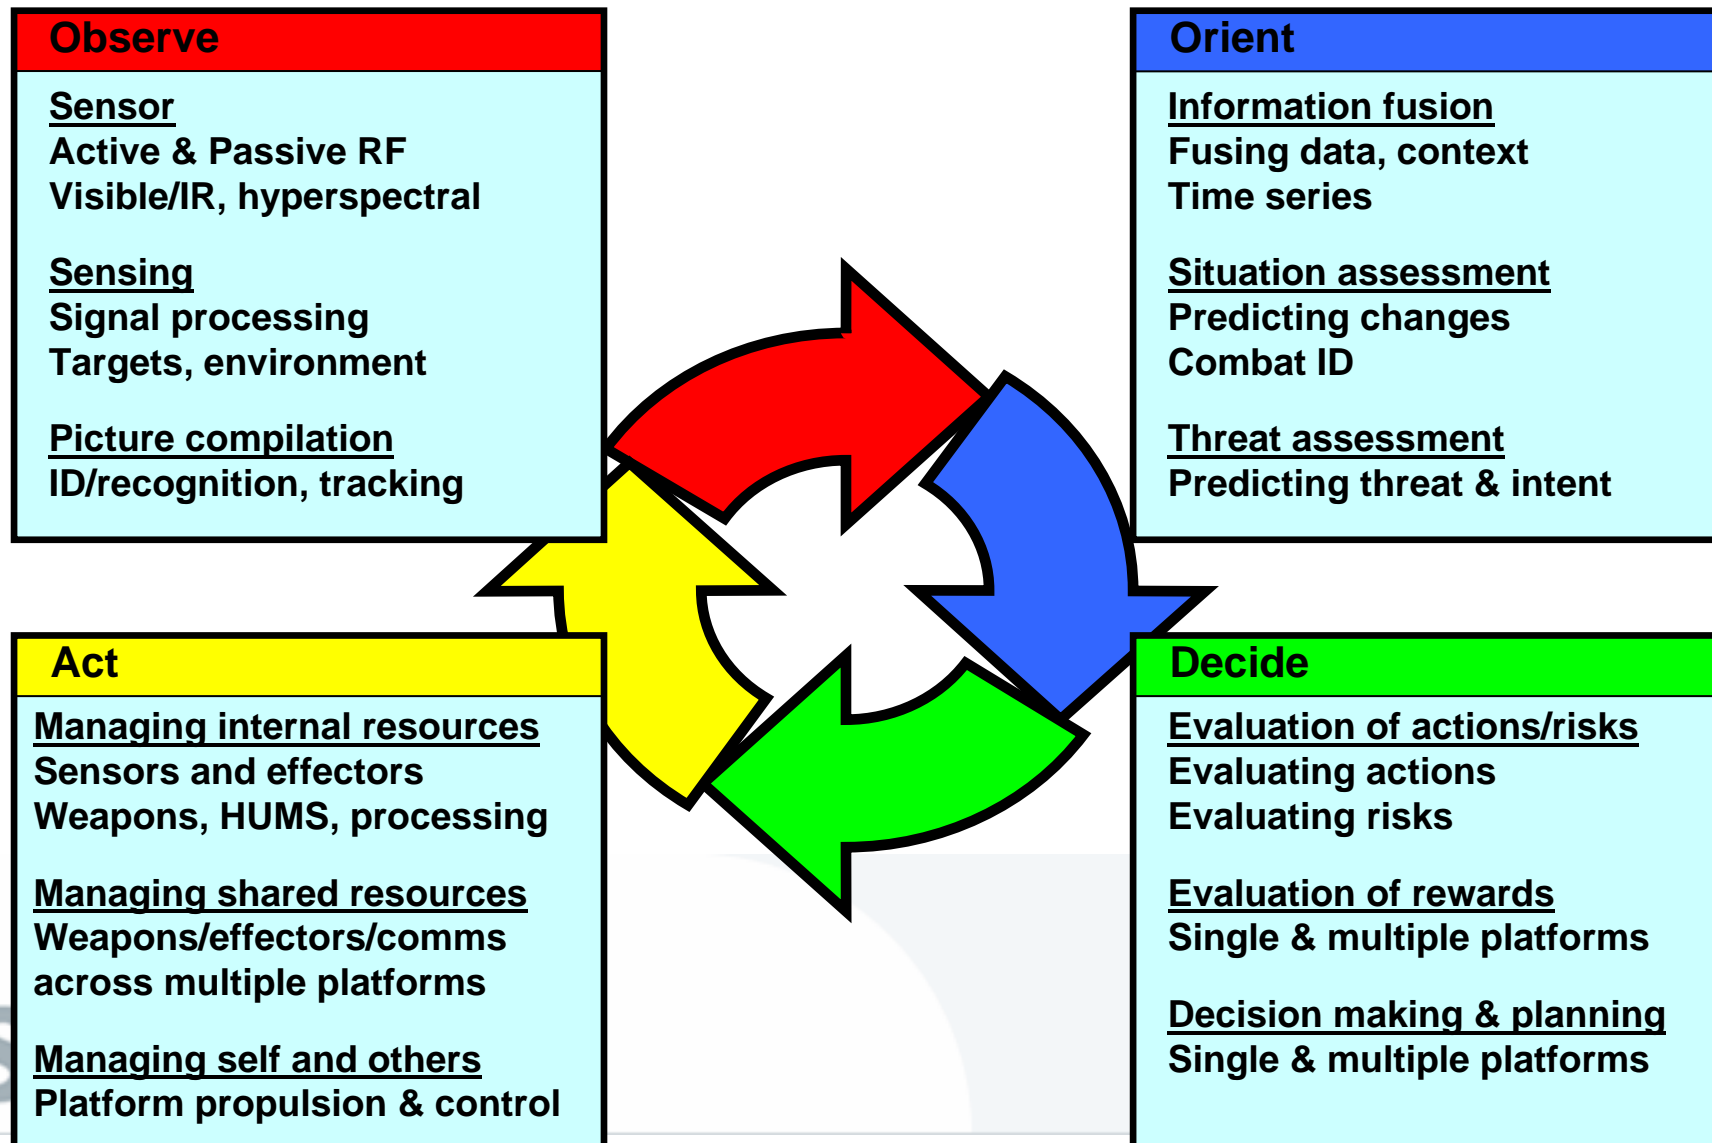 Observe
Sensor
Active & Passive RF
Visible/IR, hyperspectral
Sensing
Signal processing
Targets, environment
Picture compilation
ID/recognition, tracking
Orient
Information fusion
Fusing data, context
Time series
Situation assessment
Predicting changes
Combat ID
Threat assessment
Predicting threat & intent
Act
Managing internal resources
Sensors and effectors
Weapons, HUMS, processing
Managing shared resources
Weapons/effectors/comms
across multiple platforms
Managing self and others
Platform propulsion & control
Decide
Evaluation of actions/risks
Evaluating actions
Evaluating risks
Evaluation of rewards
Single & multiple platforms
Decision making & planning
Single & multiple platforms